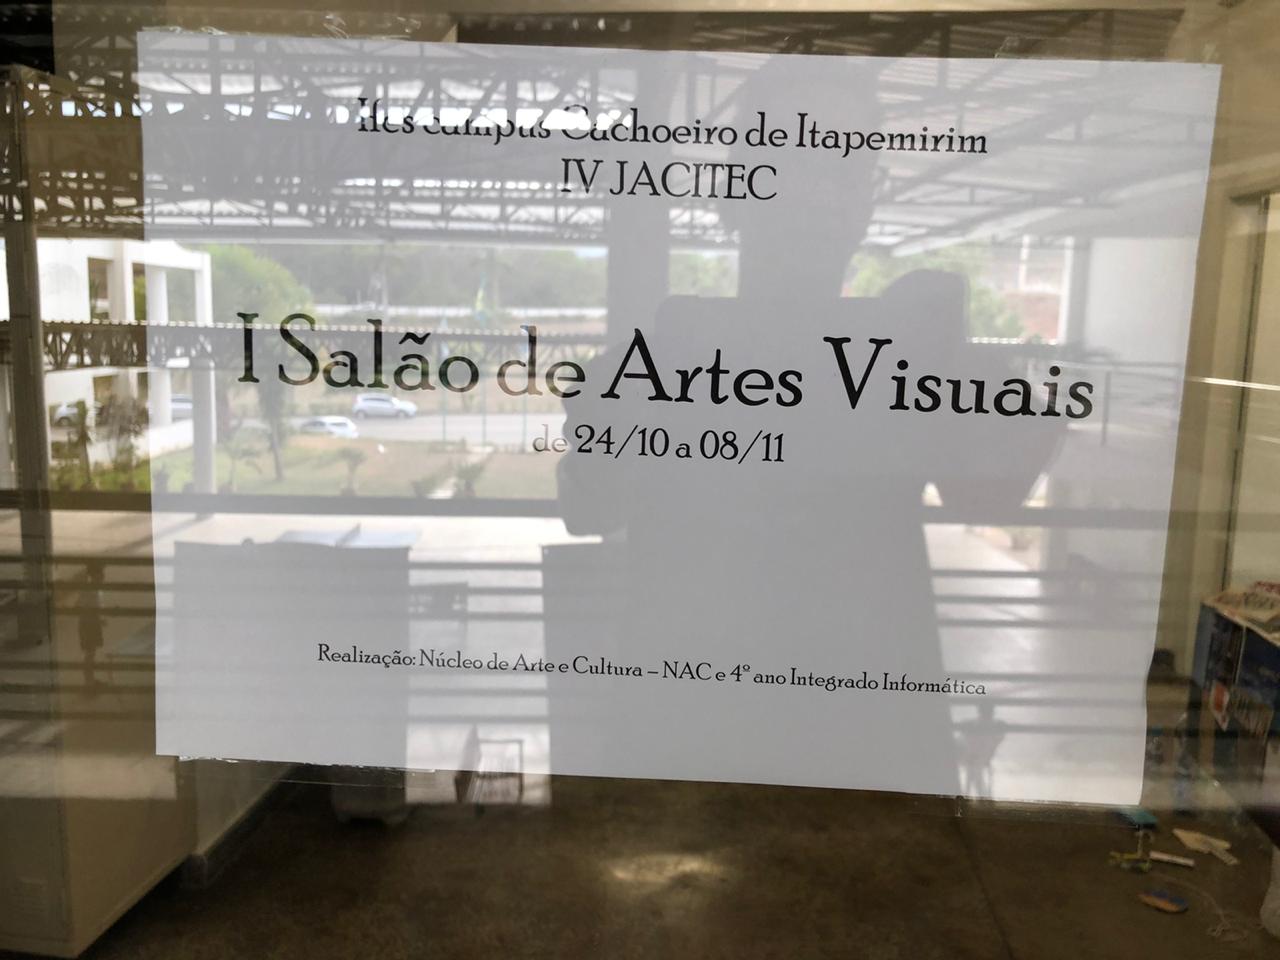 Ifes campus Cachoeiro de Itapemirim
IV JACITEC
I Salão de Artes Visuais
de 24/10 a 08/11
Realização: Núcleo de Arte e Cultura – NAC e 4º ano Integrado Informática